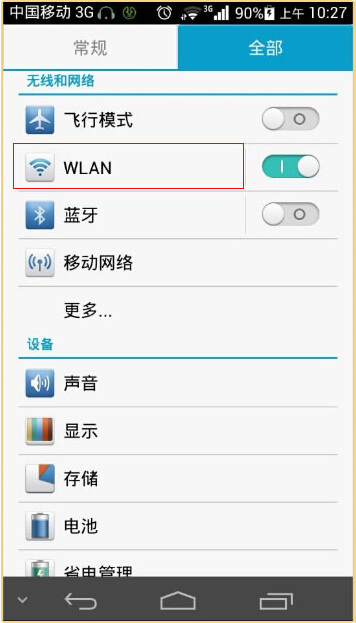 中国移动 3G 3G 90% 上午 10:27
常规 全部
无线和网络
飞行模式
WLAN
蓝牙
移动网络
更多...
设备
声音
显示
存储
电池
省电管理